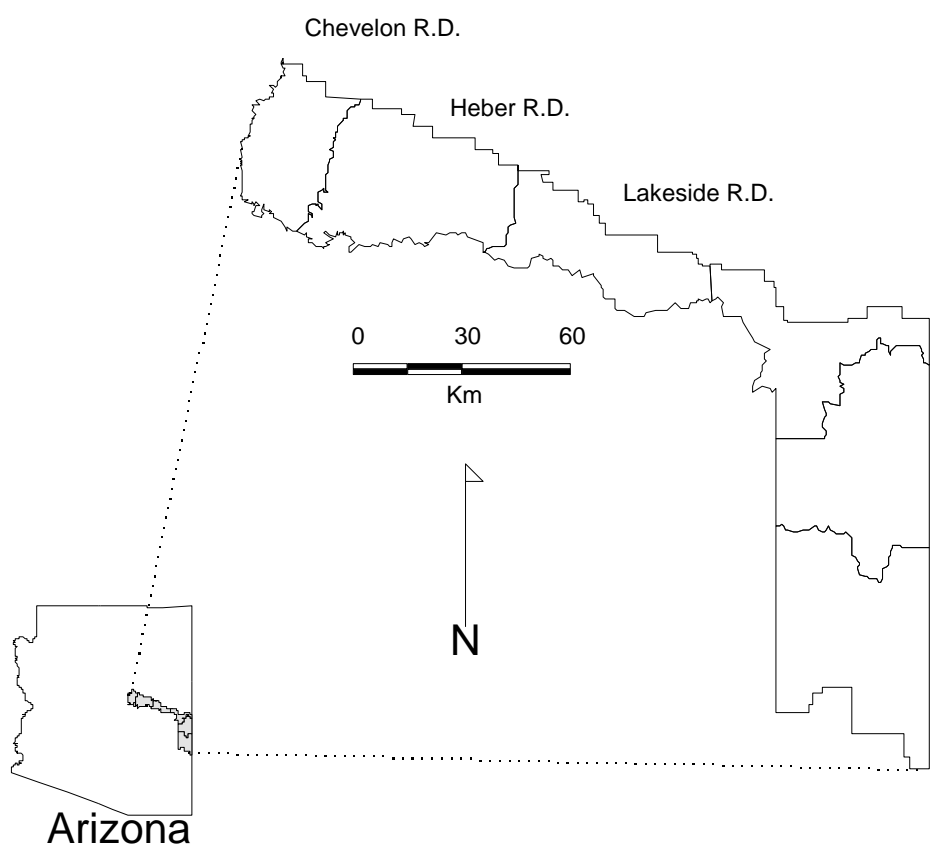 Chevelon R.D.
Heber R.D.
Lakeside R.D.
0 30 60
Km
N
Arizona